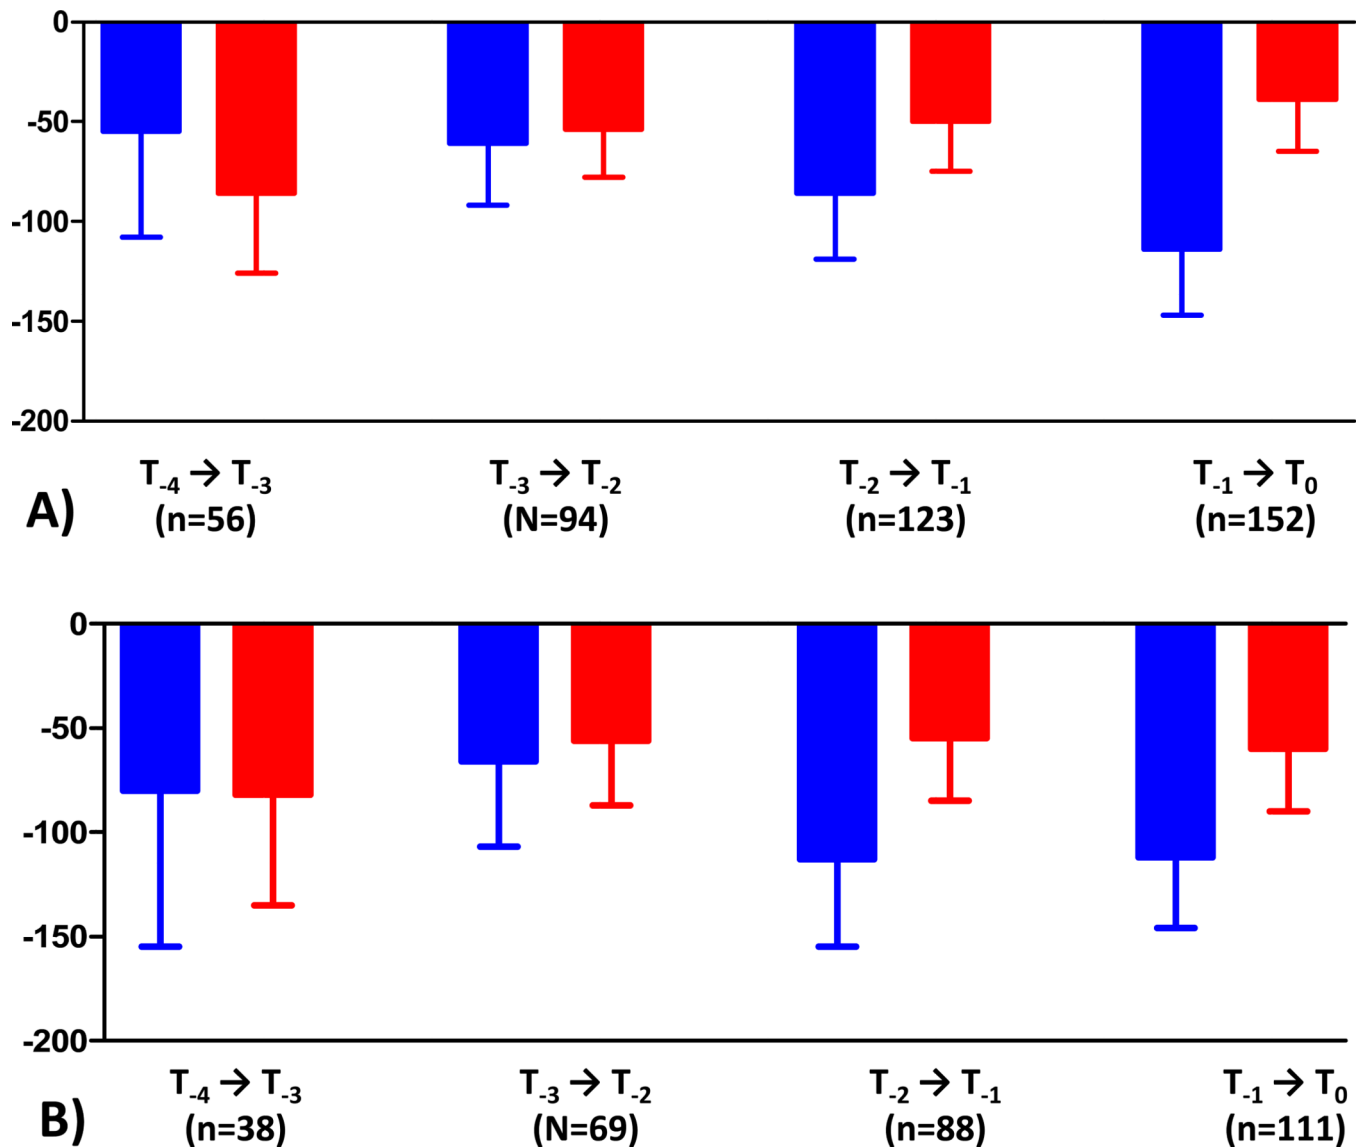 0
-50
-100
-150
-200
T-4 → T-3 T-3 → T-2 T-2 → T-1 T-1 → T0
A) (n=56) (N=94) (n=123) (n=152)
0
-50
-100
-150
-200
T-4 → T-3 T-3 → T-2 T-2 → T-1 T-1 → T0
B) (n=38) (N=69) (n=88) (n=111)